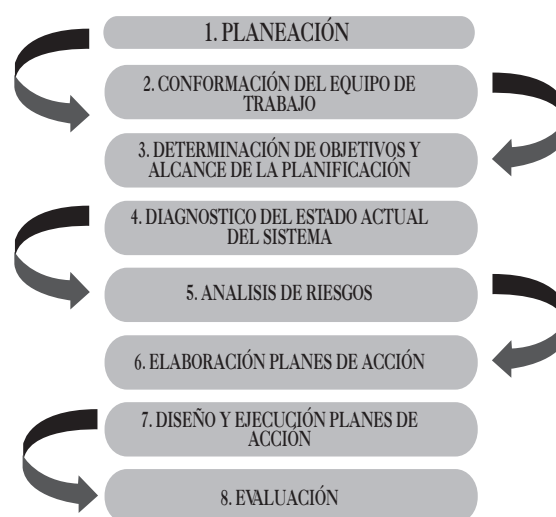 1. PLANEACIÓN
2. CONFORMACIÓN DEL EQUIPO DE
TRABAJO
3. DETERMINACIÓN DE OBJETIVOS Y
ALCANCE DE LA PLANIFICACIÓN
4. DIAGNOSTICO DEL ESTADO ACTUAL
DEL SISTEMA
5. ANALISIS DE RIESGOS
6. ELABORACIÓN PLANES DE ACCIÓN
7. DISEÑO Y EJECUCIÓN PLANES DE
ACCIÓN
8. EVALUACIÓN